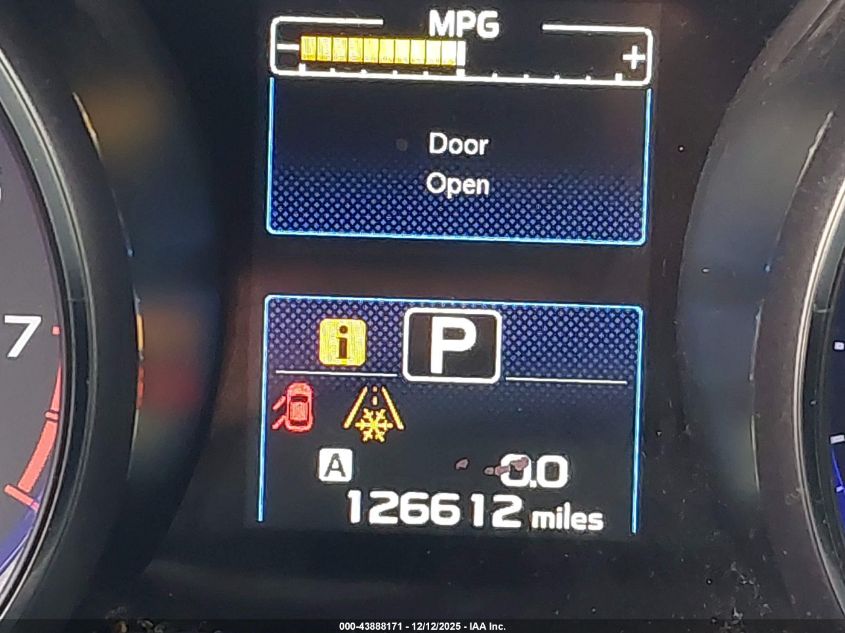 MPG
- +
Door
Open
7
i P
A 0.0
126612 miles
000-43888171 - 12/12/2025 - IAA Inc.